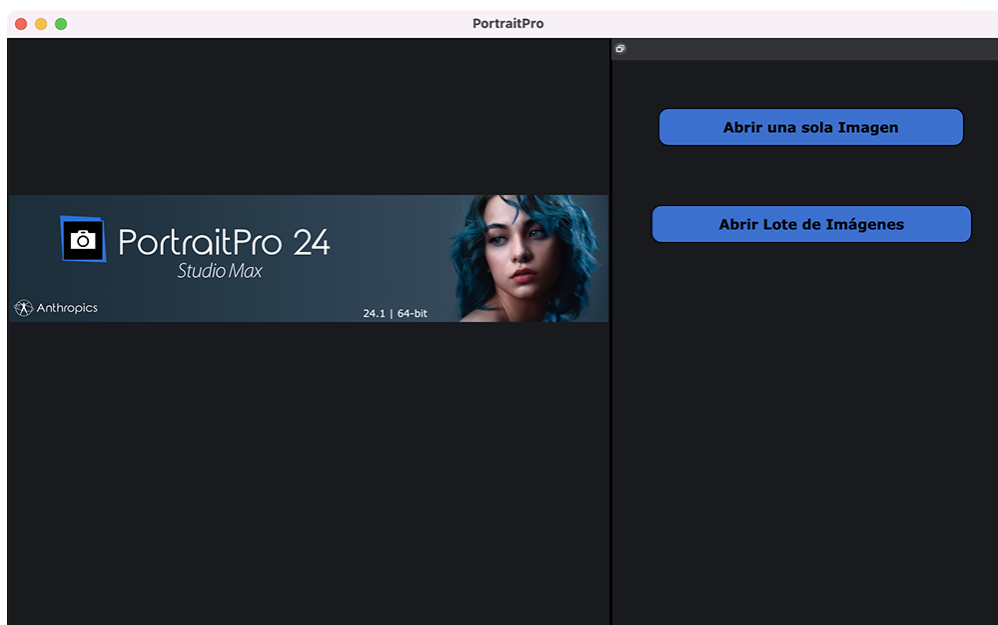 PortraitPro
Abrir una sola Imagen
Abrir Lote de Imágenes
PortraitPro 24
Studio Max
Anthropics
24.1 | 64-bit